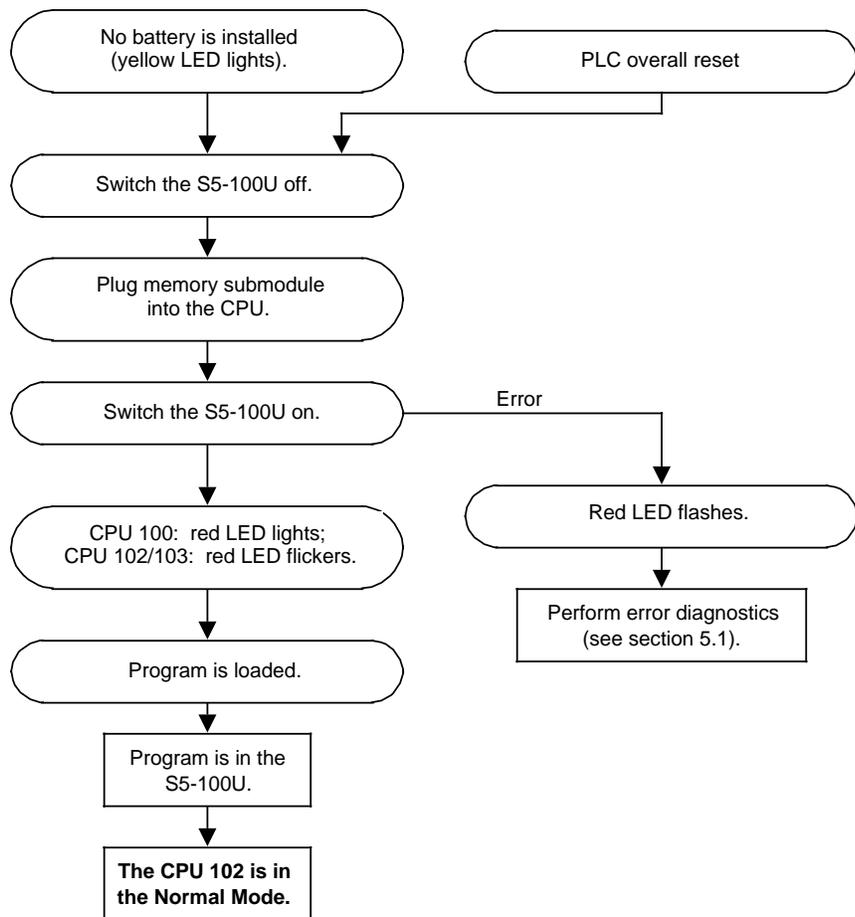 No battery is installed
(yellow LED lights).
PLC overall reset
Switch the S5-100U off.
Plug memory submodule
into the CPU.
Switch the S5-100U on.
Error
CPU 100:  red LED lights;
CPU 102/103:  red LED flickers.
Red LED flashes.
Perform error diagnostics
(see section 5.1).
Program is loaded.
Program is in the
S5-100U.
The CPU 102 is in
the Normal Mode.